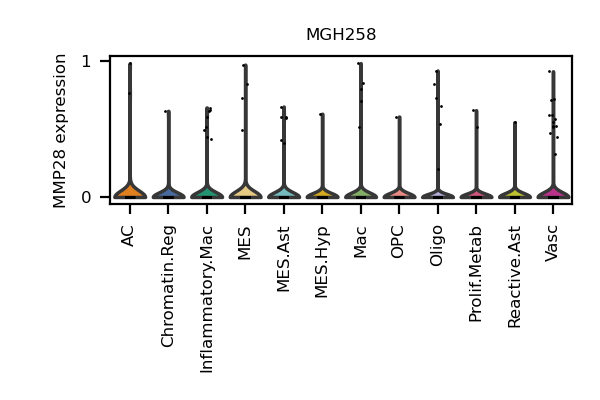 MGH258
MMP28 expression
1
0
AC
Chromatin.Reg
Inflammatory.Mac
MES
MES.Ast
MES.Hyp
Mac
OPC
Oligo
Prolif.Metab
Reactive.Ast
Vasc